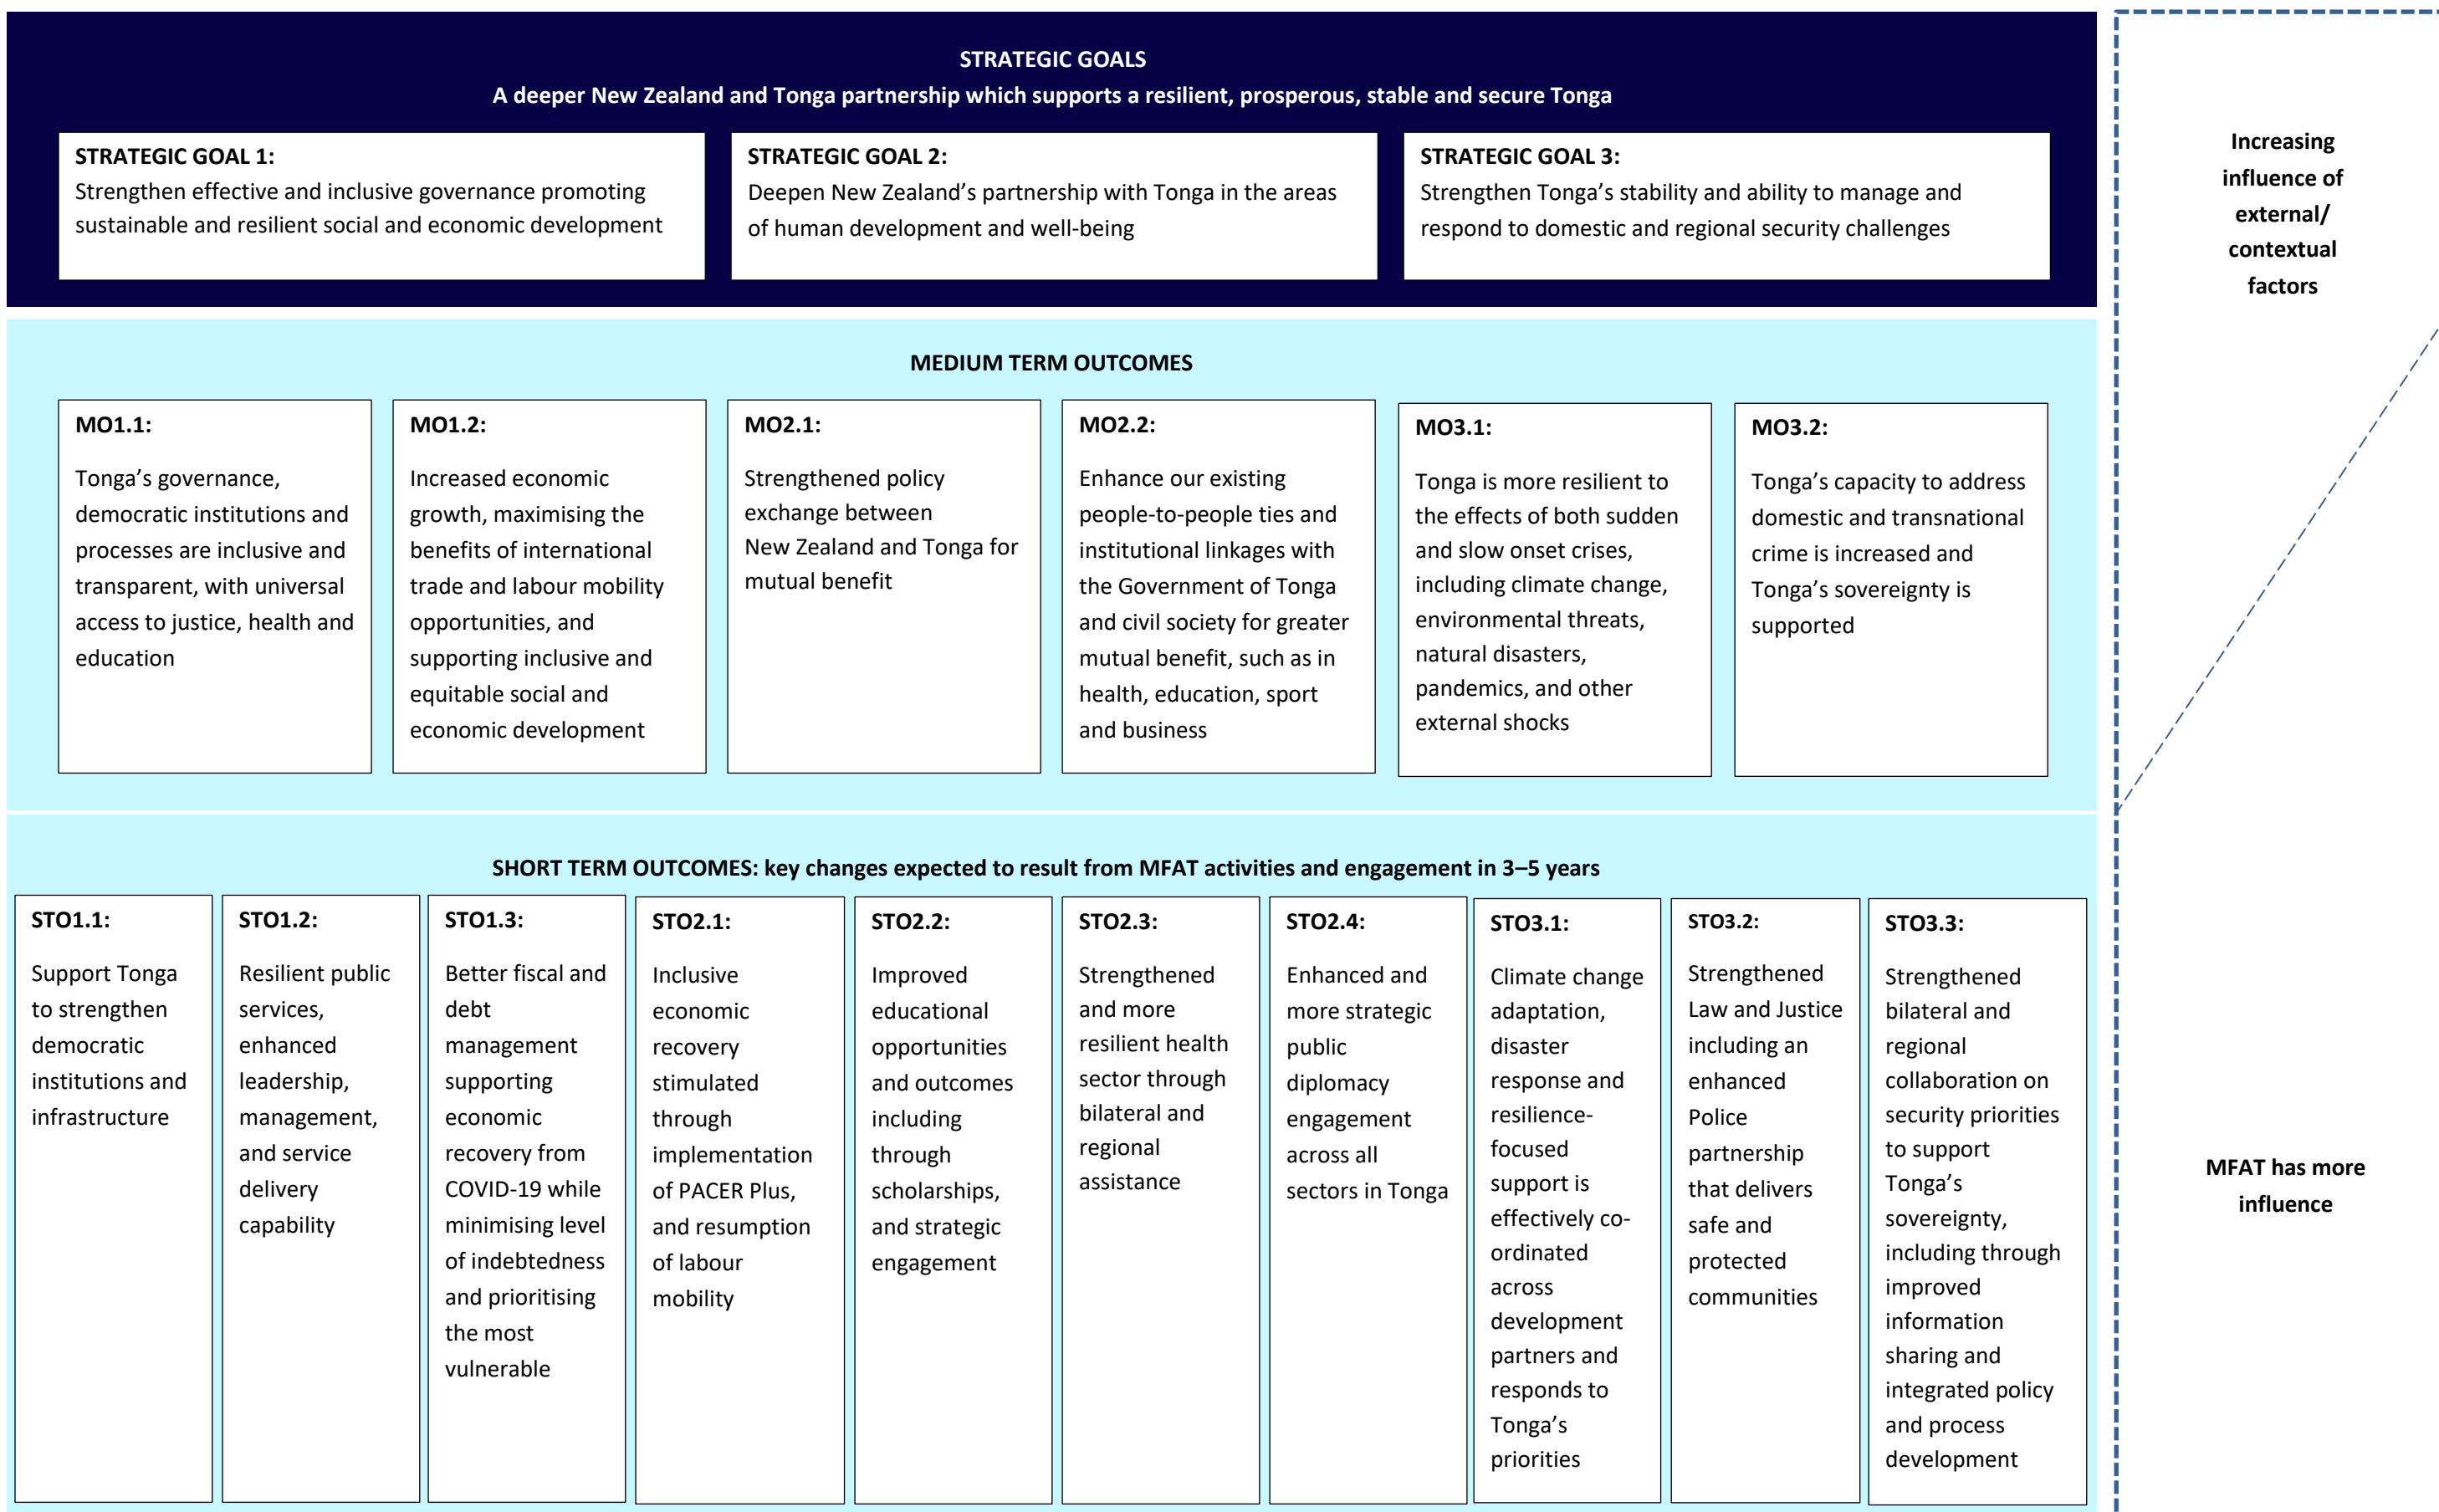 STRATEGIC GOALS
A deeper New Zealand and Tonga partnership which supports a resilient, prosperous, stable and secure Tonga
STRATEGIC GOAL 1:
Strengthen effective and inclusive governance promoting
sustainable and resilient social and economic development
STRATEGIC GOAL 2:
Deepen New Zealand’s partnership with Tonga in the areas
of human development and well-being
STRATEGIC GOAL 3:
Strengthen Tonga’s stability and ability to manage and
respond to domestic and regional security challenges
Increasing
influence of
external/
contextual
factors
MEDIUM TERM OUTCOMES
MO1.1:
Tonga’s governance,
democratic institutions and
processes are inclusive and
transparent, with universal
access to justice, health and
education
MO1.2:
Increased economic
growth, maximising the
benefits of international
trade and labour mobility
opportunities, and
supporting inclusive and
equitable social and
economic development
MO2.1:
Strengthened policy
exchange between
New Zealand and Tonga for
mutual benefit
MO2.2:
Enhance our existing
people-to-people ties and
institutional linkages with
the Government of Tonga
and civil society for greater
mutual benefit, such as in
health, education, sport
and business
MO3.1:
Tonga is more resilient to
the effects of both sudden
and slow onset crises,
including climate change,
environmental threats,
natural disasters,
pandemics, and other
external shocks
MO3.2:
Tonga’s capacity to address
domestic and transnational
crime is increased and
Tonga’s sovereignty is
supported
SHORT TERM OUTCOMES: key changes expected to result from MFAT activities and engagement in 3–5 years
STO1.1:
Support Tonga
to strengthen
democratic
institutions and
infrastructure
STO1.2:
Resilient public
services,
enhanced
leadership,
management,
and service
delivery
capability
STO1.3:
Better fiscal and
debt
management
supporting
economic
recovery from
COVID-19 while
minimising level
of indebtedness
and prioritising
the most
vulnerable
STO2.1:
Inclusive
economic
recovery
stimulated
through
implementation
of PACER Plus,
and resumption
of labour
mobility
STO2.2:
Improved
educational
opportunities
and outcomes
including
through
scholarships,
and strategic
engagement
STO2.3:
Strengthened
and more
resilient health
sector through
bilateral and
regional
assistance
STO2.4:
Enhanced and
more strategic
public
diplomacy
engagement
across all
sectors in Tonga
STO3.1:
Climate change
adaptation,
disaster
response and
resilience-
focused
support is
effectively co-
ordinated
across
development
partners and
responds to
Tonga’s
priorities
STO3.2:
Strengthened
Law and Justice
including an
enhanced
Police
partnership
that delivers
safe and
protected
communities
STO3.3:
Strengthened
bilateral and
regional
collaboration on
security priorities
to support
Tonga’s
sovereignty,
including through
improved
information
sharing and
integrated policy
and process
development
MFAT has more
influence